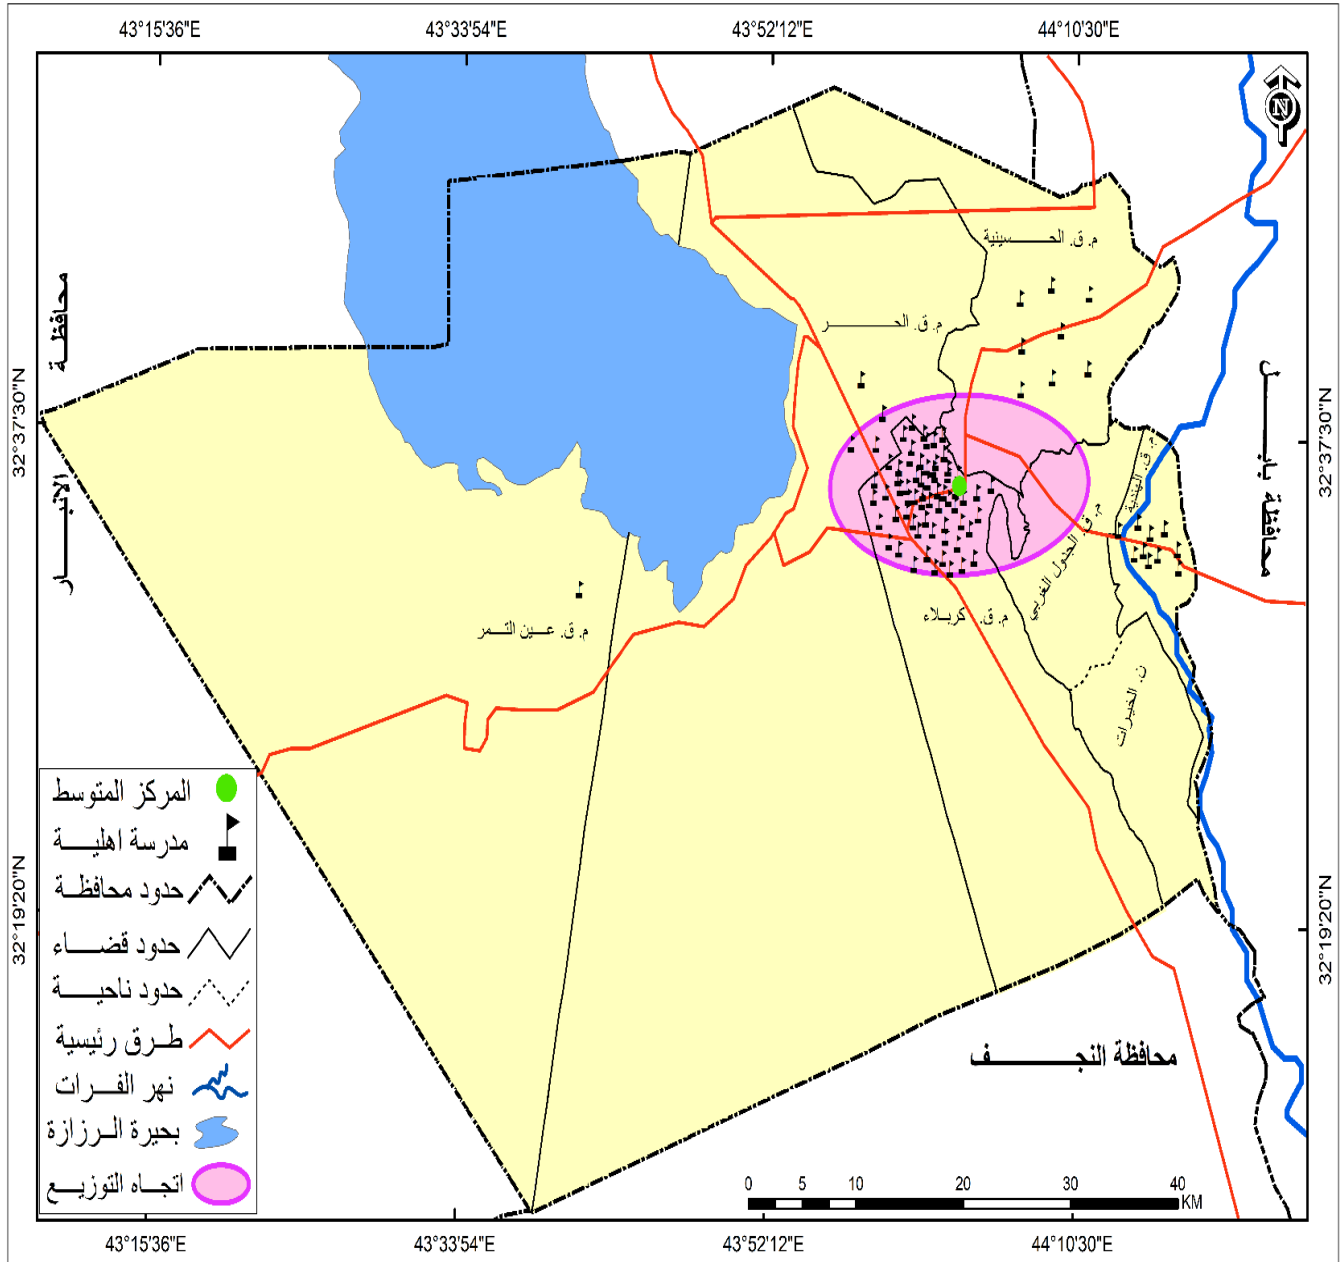 43°15'36"E
43°33'54"E
43°52'12"E
44°10'30"E
N
م. ق. الحسينية
محافظة
م. ق. الحر
32°37'30"N
32°37'30"N
محافظة بابل
م. ق. الهندية
الانبار
م. ق. الجدول الغربي
م. ق. كربلاء
م. ق. عين التمر
ن. الخيرات
المركز المتوسط
مدرسة اهلية
حدود محافظة
حدود قضاء
حدود ناحية
طرق رئيسية
نهر الفرات
بحيرة الرزازة
اتجاه التوزيع
32°19'20"N
32°19'20"N
محافظة النجف
0 5 10 20 30 40
KM
43°15'36"E
43°33'54"E
43°52'12"E
44°10'30"E